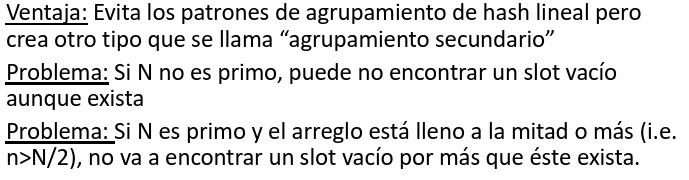 Ventaja: Evita los patrones de agrupamiento de hash lineal pero
crea otro tipo que se llama “agrupamiento secundario”
Problema: Si N no es primo, puede no encontrar un slot vacío
aunque exista
Problema: Si N es primo y el arreglo está lleno a la mitad o más (i.e.
n>N/2), no va a encontrar un slot vacío por más que éste exista.